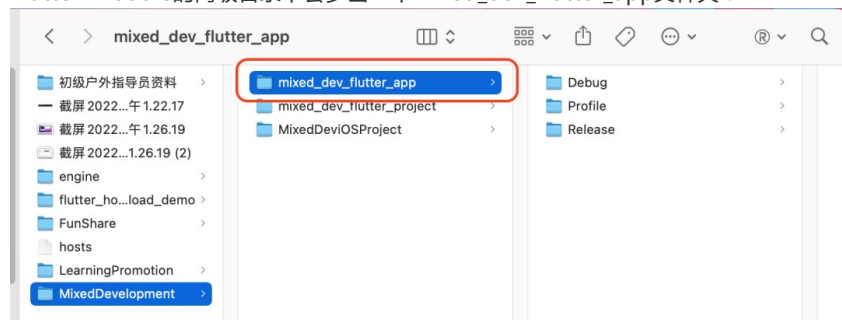 mixed_dev_flutter_app
初级户外指导员资料
截屏2022...午1.22.17
截屏2022...午1.26.19
截屏2022...1.26.19 (2)
engine
flutter_ho...load_demo
FunShare
hosts
LearningPromotion
MixedDevelopment
mixed_dev_flutter_app
mixed_dev_flutter_project
MixedDeviOSProject
Debug
Profile
Release